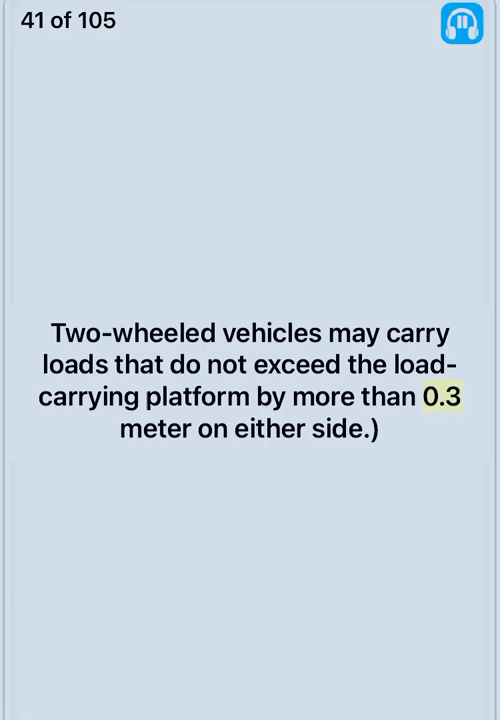 41 of 105
Two-wheeled vehicles may carry
loads that do not exceed the load-
carrying platform by more than 0.3
meter on either side.)